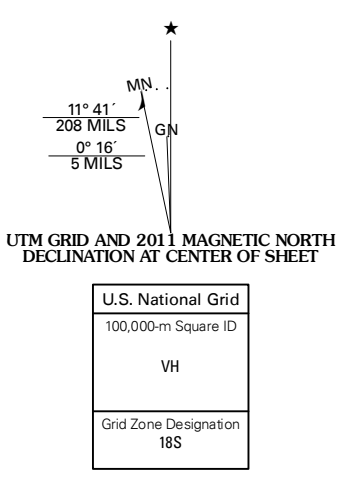 ★
MN
11° 41´
208 MILS
GN
0° 16´
5 MILS
UTM GRID AND 2011 MAGNETIC NORTH
DECLINATION AT CENTER OF SHEET
U.S. National Grid
100,000-m Square ID
VH
Grid Zone Designation
18S